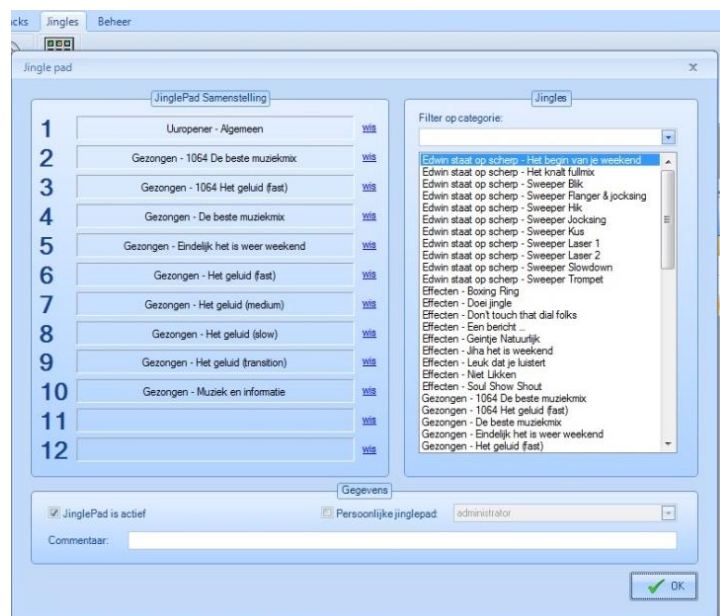 cks Jingles Beheer
Jingle pad x
JinglePad Samenstelling
1 Uuropener - Algemeen wis
2 Gezongen - 1064 De beste muziekmix wis
3 Gezongen - 1064 Het geluid (fast) wis
4 Gezongen - De beste muziekmix wis
5 Gezongen - Eindelijk het is weer weekend wis
6 Gezongen - Het geluid (fast) wis
7 Gezongen - Het geluid (medium) wis
8 Gezongen - Het geluid (slow) wis
9 Gezongen - Het geluid (transition) wis
10 Gezongen - Muziek en informatie wis
11 wis
12 wis
Jingles
Filter op categorie:
Edwin staat op scherp - Het begin van je weekend
Edwin staat op scherp - Het knalt fullmix
Edwin staat op scherp - Sweeper Blik
Edwin staat op scherp - Sweeper Flanger & jocksing
Edwin staat op scherp - Sweeper Hik
Edwin staat op scherp - Sweeper Jocksing
Edwin staat op scherp - Sweeper Kus
Edwin staat op scherp - Sweeper Laser 1
Edwin staat op scherp - Sweeper Laser 2
Edwin staat op scherp - Sweeper Slowdown
Edwin staat op scherp - Sweeper Trompet
Effecten - Boxing Ring
Effecten - Doei jingle
Effecten - Don't touch that dial folks
Effecten - Een bericht ...
Effecten - Geintje Natuurlijk
Effecten - Jiha het is weekend
Effecten - Leuk dat je luistert
Effecten - Niet Likken
Effecten - Soul Show Shout
Gezongen - 1064 De beste muziekmix
Gezongen - 1064 Het geluid (fast)
Gezongen - De beste muziekmix
Gezongen - Eindelijk het is weer weekend
Gezongen - Het geluid (fast)
Gegevens
JinglePad is actief Persoonlijke jinglepad: administrator
Commentaar:
OK